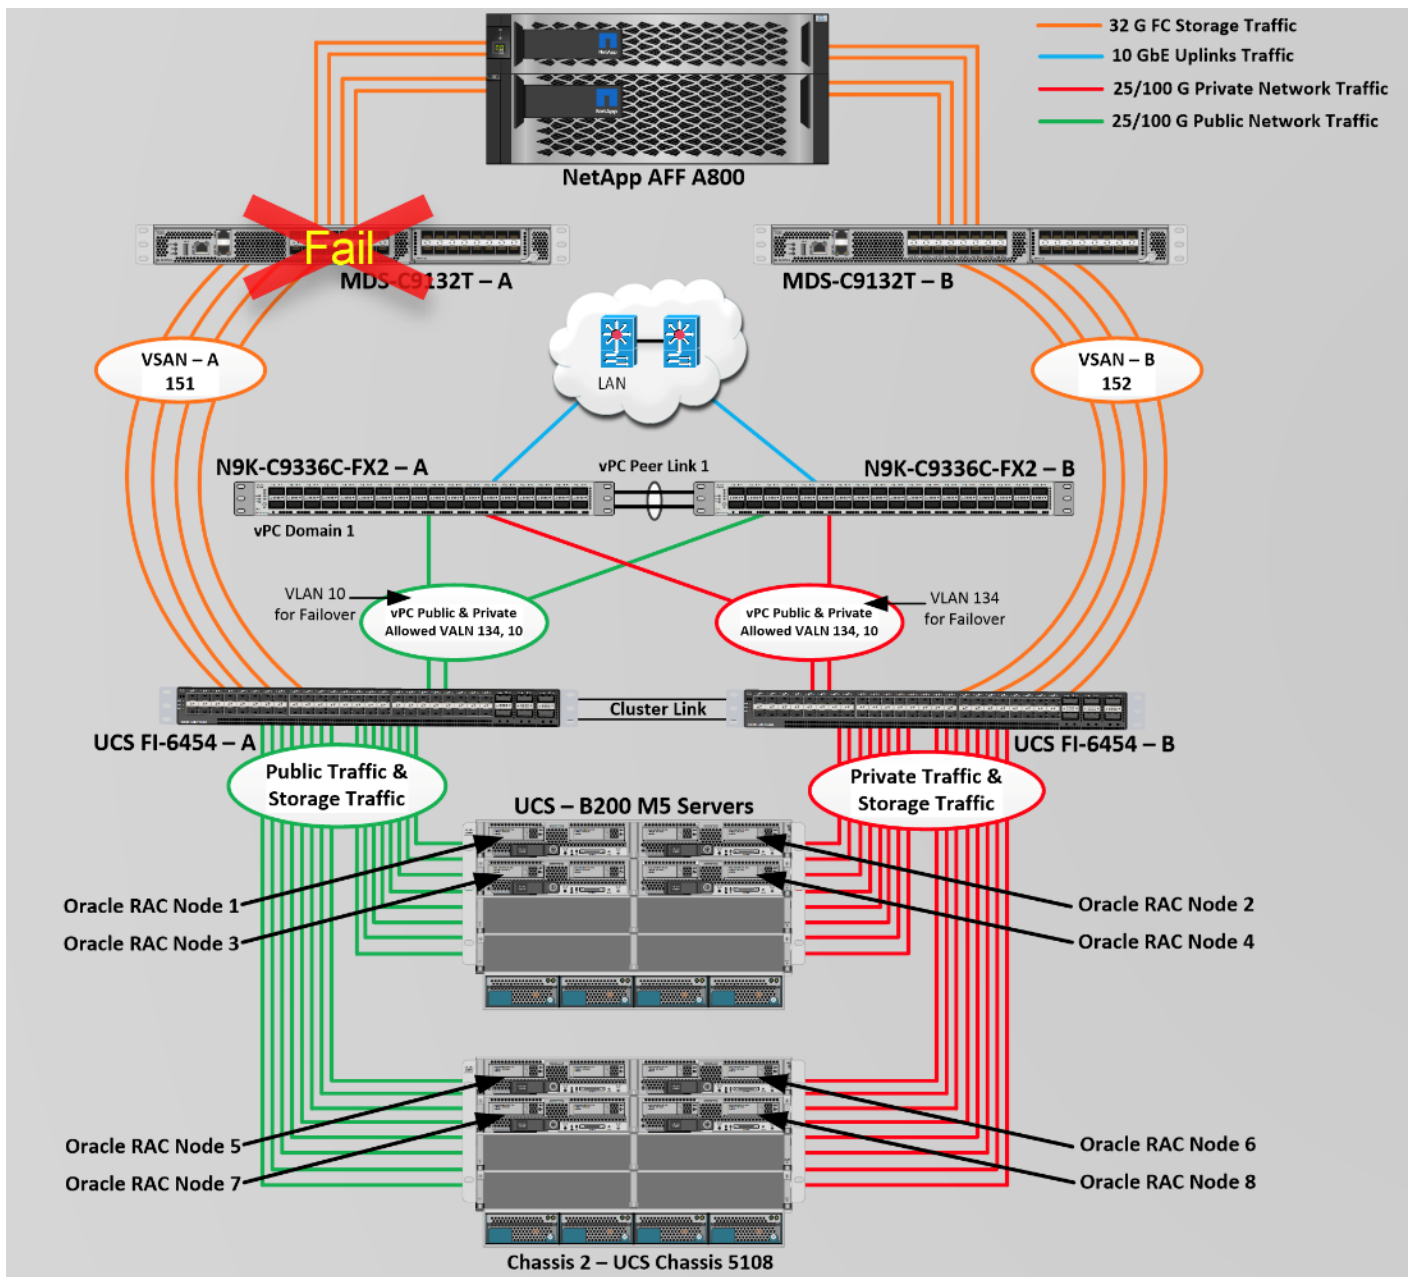 32 G FC Storage Traffic
10 GbE Uplinks Traffic
25/100 G Private Network Traffic
25/100 G Public Network Traffic
NetApp
NetApp
NetApp AFF A800
Fail
MDS-C9132T – A
MDS-C9132T – B
VSAN – A
151
LAN
VSAN – B
152
N9K-C9336C-FX2 – A
vPC Peer Link 1
N9K-C9336C-FX2 – B
vPC Domain 1
VLAN 10
for Failover
vPC Public & Private
Allowed VALN 134, 10
vPC Public & Private
Allowed VALN 134, 10
VLAN 134
for Failover
Cluster Link
UCS FI-6454 – A
UCS FI-6454 – B
Public Traffic &
Storage Traffic
Private Traffic &
Storage Traffic
UCS – B200 M5 Servers
Oracle RAC Node 1
Oracle RAC Node 2
Oracle RAC Node 3
Oracle RAC Node 4
Oracle RAC Node 5
Oracle RAC Node 6
Oracle RAC Node 7
Oracle RAC Node 8
Chassis 2 – UCS Chassis 5108